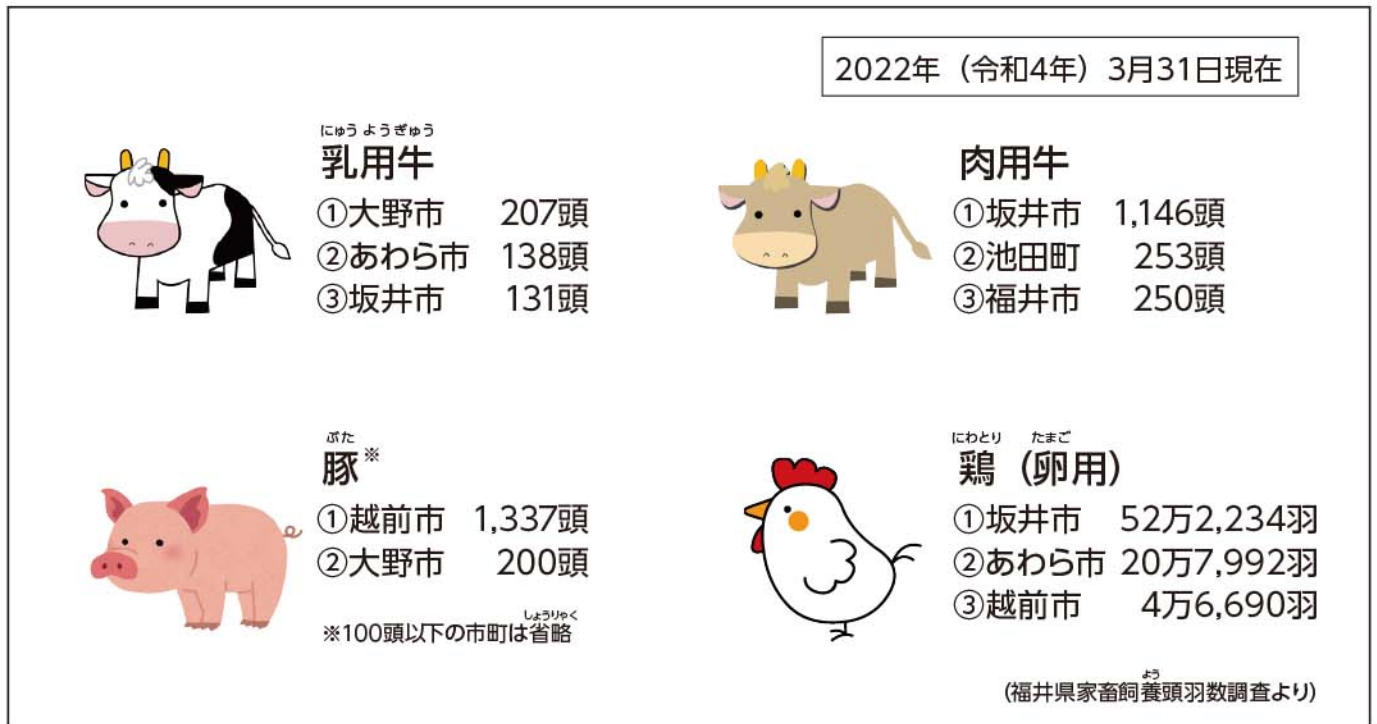 2022年（令和4年）3月31日現在
にゅうようぎゅう
乳用牛
①大野市 207頭
②あわら市 138頭
③坂井市 131頭
肉用牛
①坂井市 1,146頭
②池田町 253頭
③福井市 250頭
ぶた
豚※
①越前市 1,337頭
②大野市 200頭
しょうりゃく
※100頭以下の市町は省略
にわとり たまご
鶏（卵用）
①坂井市 52万2,234羽
②あわら市 20万7,992羽
③越前市 4万6,690羽
よう
(福井県家畜飼養頭羽数調査より)